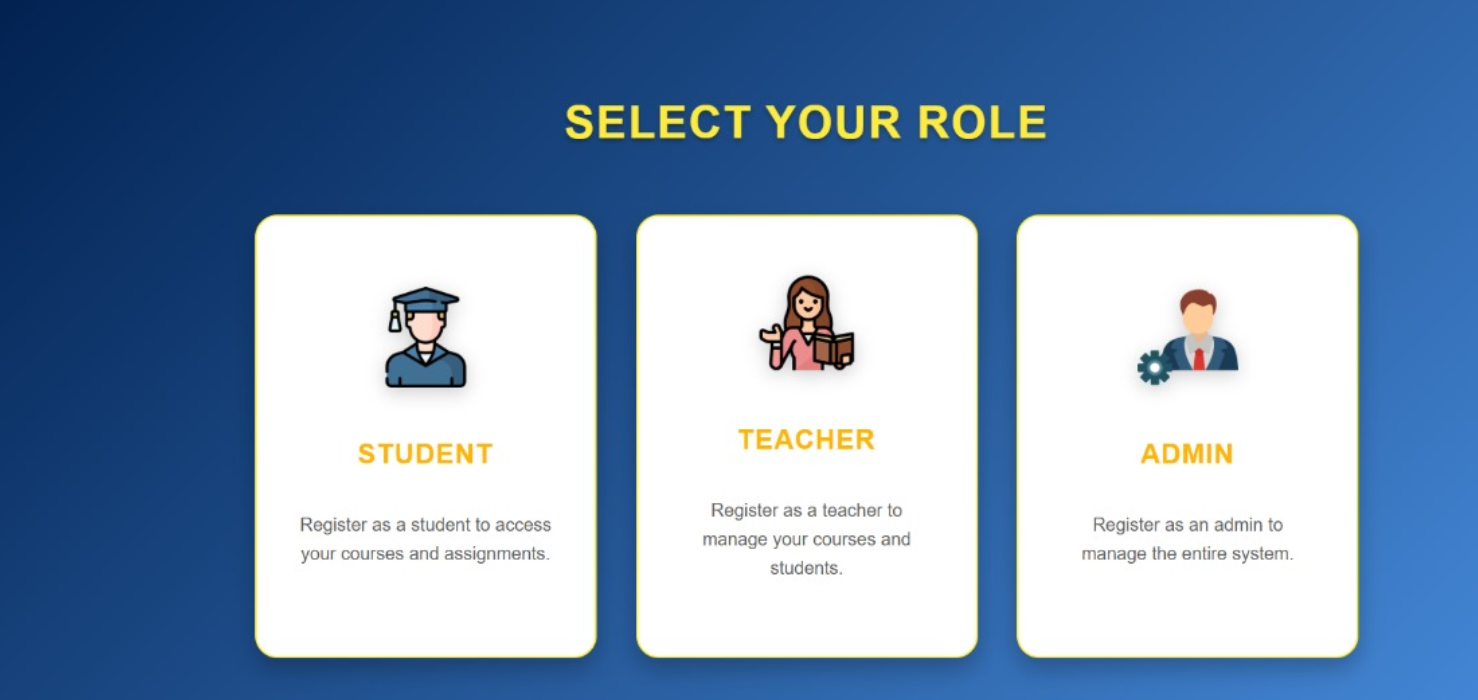 SELECT YOUR ROLE
STUDENT
Register as a student to access
your courses and assignments.
TEACHER
Register as a teacher to
manage your courses and
students.
ADMIN
Register as an admin to
manage the entire system.